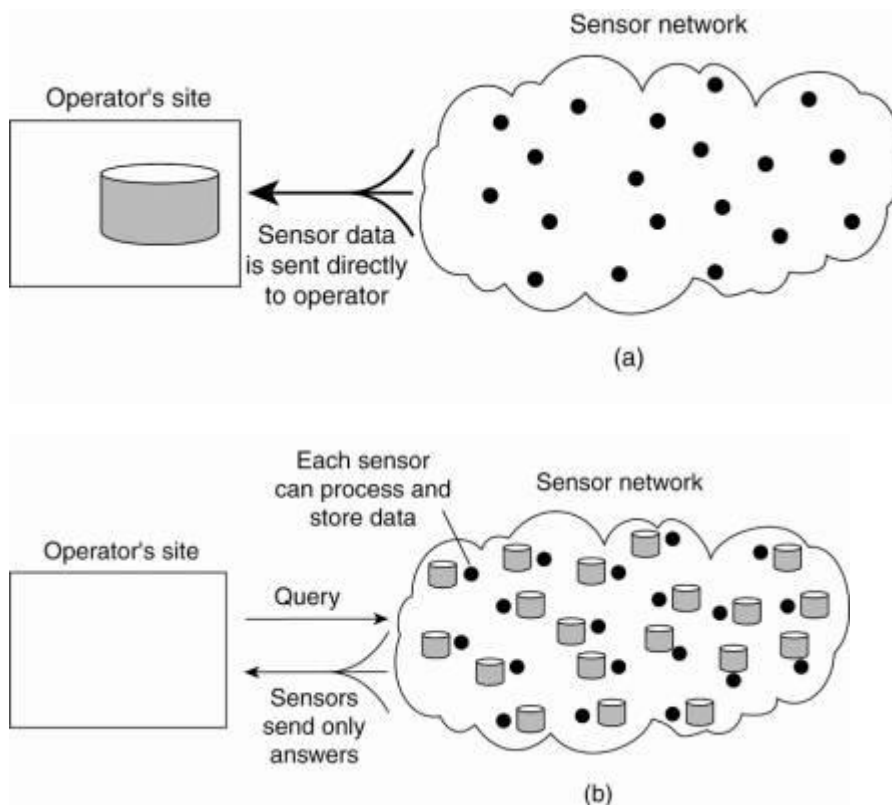 Sensor network
Operator's site
Sensor data
is sent directly
to operator
(a)
Each sensor
can process and
store data
Sensor network
Operator's site
Query
Sensors
send only
answers
(b)